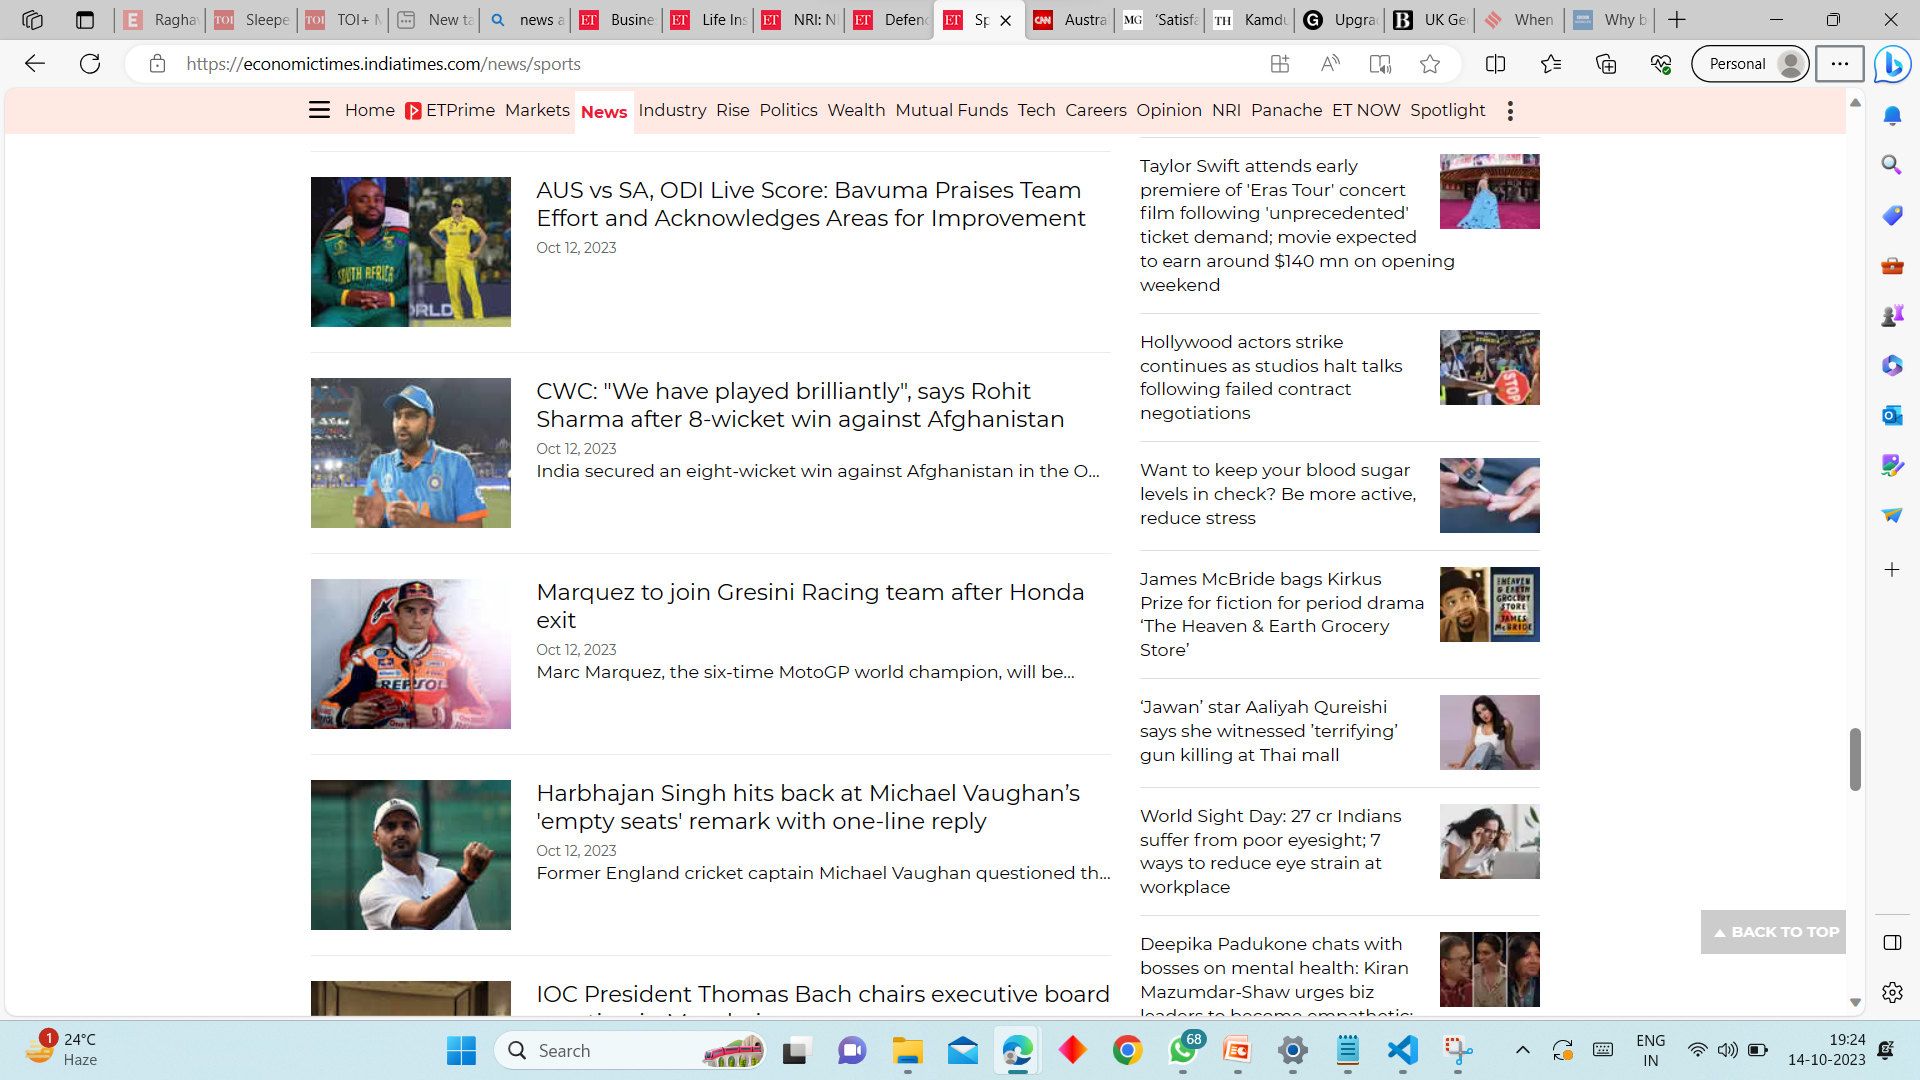 Ragha
Sleepe
TOI+ M
New ta
news a
Busine
Life Ins
NRI: N
Defen
Sp
Austra
'Satisfa
Kamdu
Upgra
UK Ge
When
Why b
https://economictimes.indiatimes.com/news/sports
Personal
Home ETPrime Markets News Industry Rise Politics Wealth Mutual Funds Tech Careers Opinion NRI Panache ET NOW Spotlight
AUS vs SA, ODI Live Score: Bavuma Praises Team
Effort and Acknowledges Areas for Improvement
Oct 12, 2023
CWC: "We have played brilliantly", says Rohit
Sharma after 8-wicket win against Afghanistan
Oct 12, 2023
India secured an eight-wicket win against Afghanistan in the O...
Marquez to join Gresini Racing team after Honda
exit
Oct 12, 2023
Marc Marquez, the six-time MotoGP world champion, will be...
Harbhajan Singh hits back at Michael Vaughan’s
'empty seats' remark with one-line reply
Oct 12, 2023
Former England cricket captain Michael Vaughan questioned th...
IOC President Thomas Bach chairs executive board
Taylor Swift attends early
premiere of 'Eras Tour' concert
film following 'unprecedented'
ticket demand; movie expected
to earn around $140 mn on opening
weekend
Hollywood actors strike
continues as studios halt talks
following failed contract
negotiations
Want to keep your blood sugar
levels in check? Be more active,
reduce stress
James McBride bags Kirkus
Prize for fiction for period drama
‘The Heaven & Earth Grocery
Store’
‘Jawan’ star Aaliyah Qureishi
says she witnessed ’terrifying’
gun killing at Thai mall
World Sight Day: 27 cr Indians
suffer from poor eyesight; 7
ways to reduce eye strain at
workplace
Deepika Padukone chats with
bosses on mental health: Kiran
Mazumdar-Shaw urges biz
leaders to become empathetic;
BACK TO TOP
1
24°C
Haze
Search
68
ENG
IN
19:24
14-10-2023